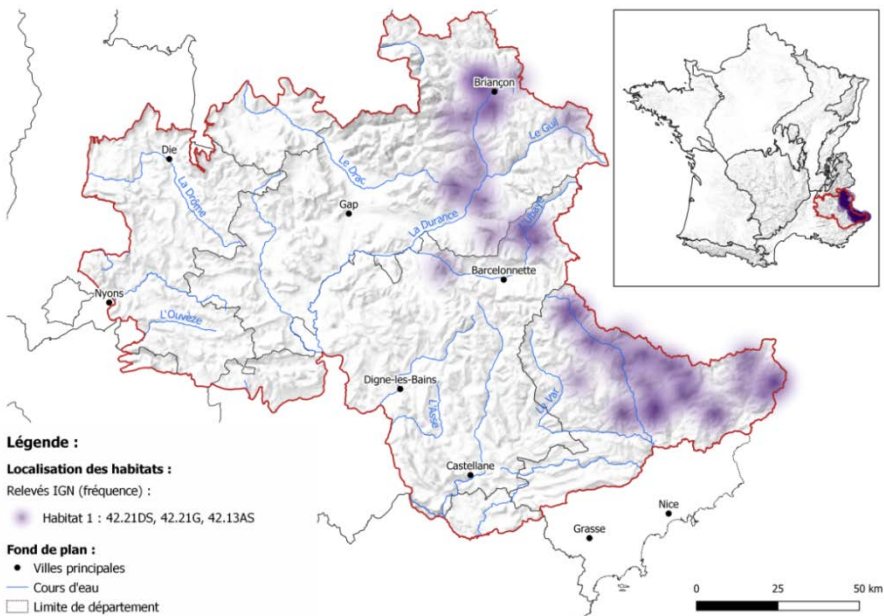 Briançon
Le Guil
Die
Le Drac
La Drôme
Gap
La Durance
L'Ubaye
Barcelonnette
Nyons
L'Ouvèze
Digne-les-Bains
L'Asse
Le Var
Castellane
Nice
Grasse
Légende :
Localisation des habitats :
Relevés IGN (fréquence) :
Habitat 1 : 42.21DS, 42.21G, 42.13AS
Fond de plan :
Villes principales
Cours d'eau
Limite de département
0 25 50 km